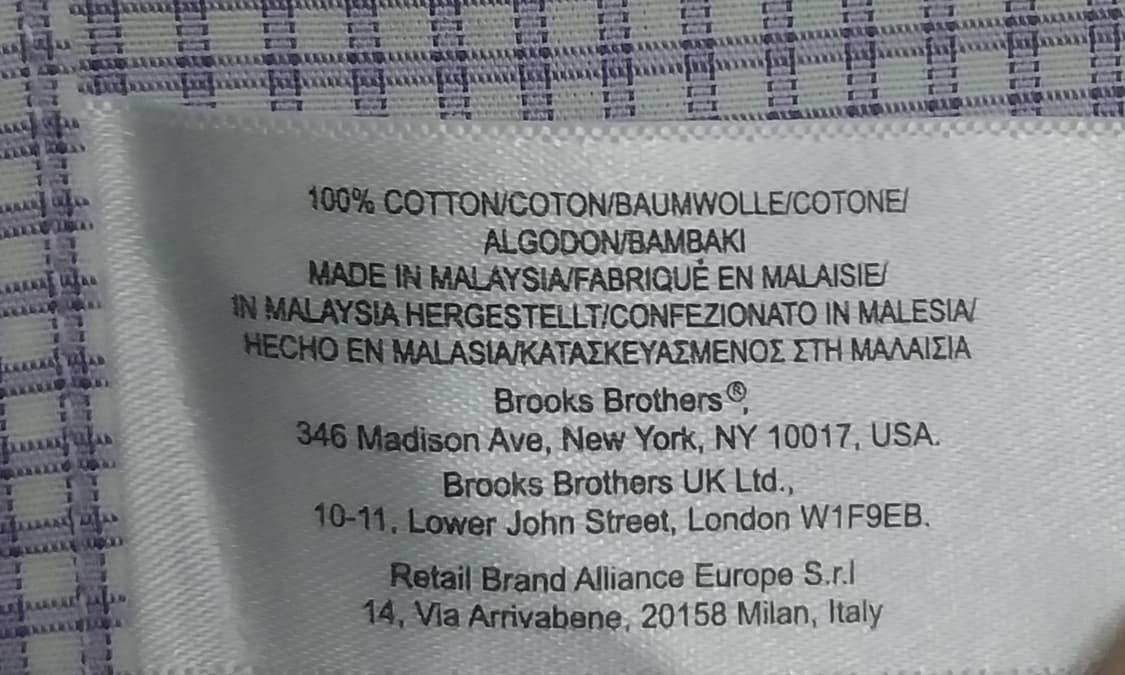 100% COTTON/COTON/BAUMWOLLE/COTONE/
ALGODON/BAMBAKI
MADE IN MALAYSIA/FABRIQUÉ EN MALAISIE/
IN MALAYSIA HERGESTELLT/CONFEZIONATO IN MALESIA/
HECHO EN MALASIA/ΚΑΤΑΣΚΕΥΑΣΜΕΝΟΣ ΣΤΗ ΜΑΛΑΙΣΙΑ
Brooks Brothers®,
346 Madison Ave, New York, NY 10017, USA.
Brooks Brothers UK Ltd.,
10-11, Lower John Street, London W1F9EB.
Retail Brand Alliance Europe S.r.l
14, Via Arrivabene, 20158 Milan, Italy